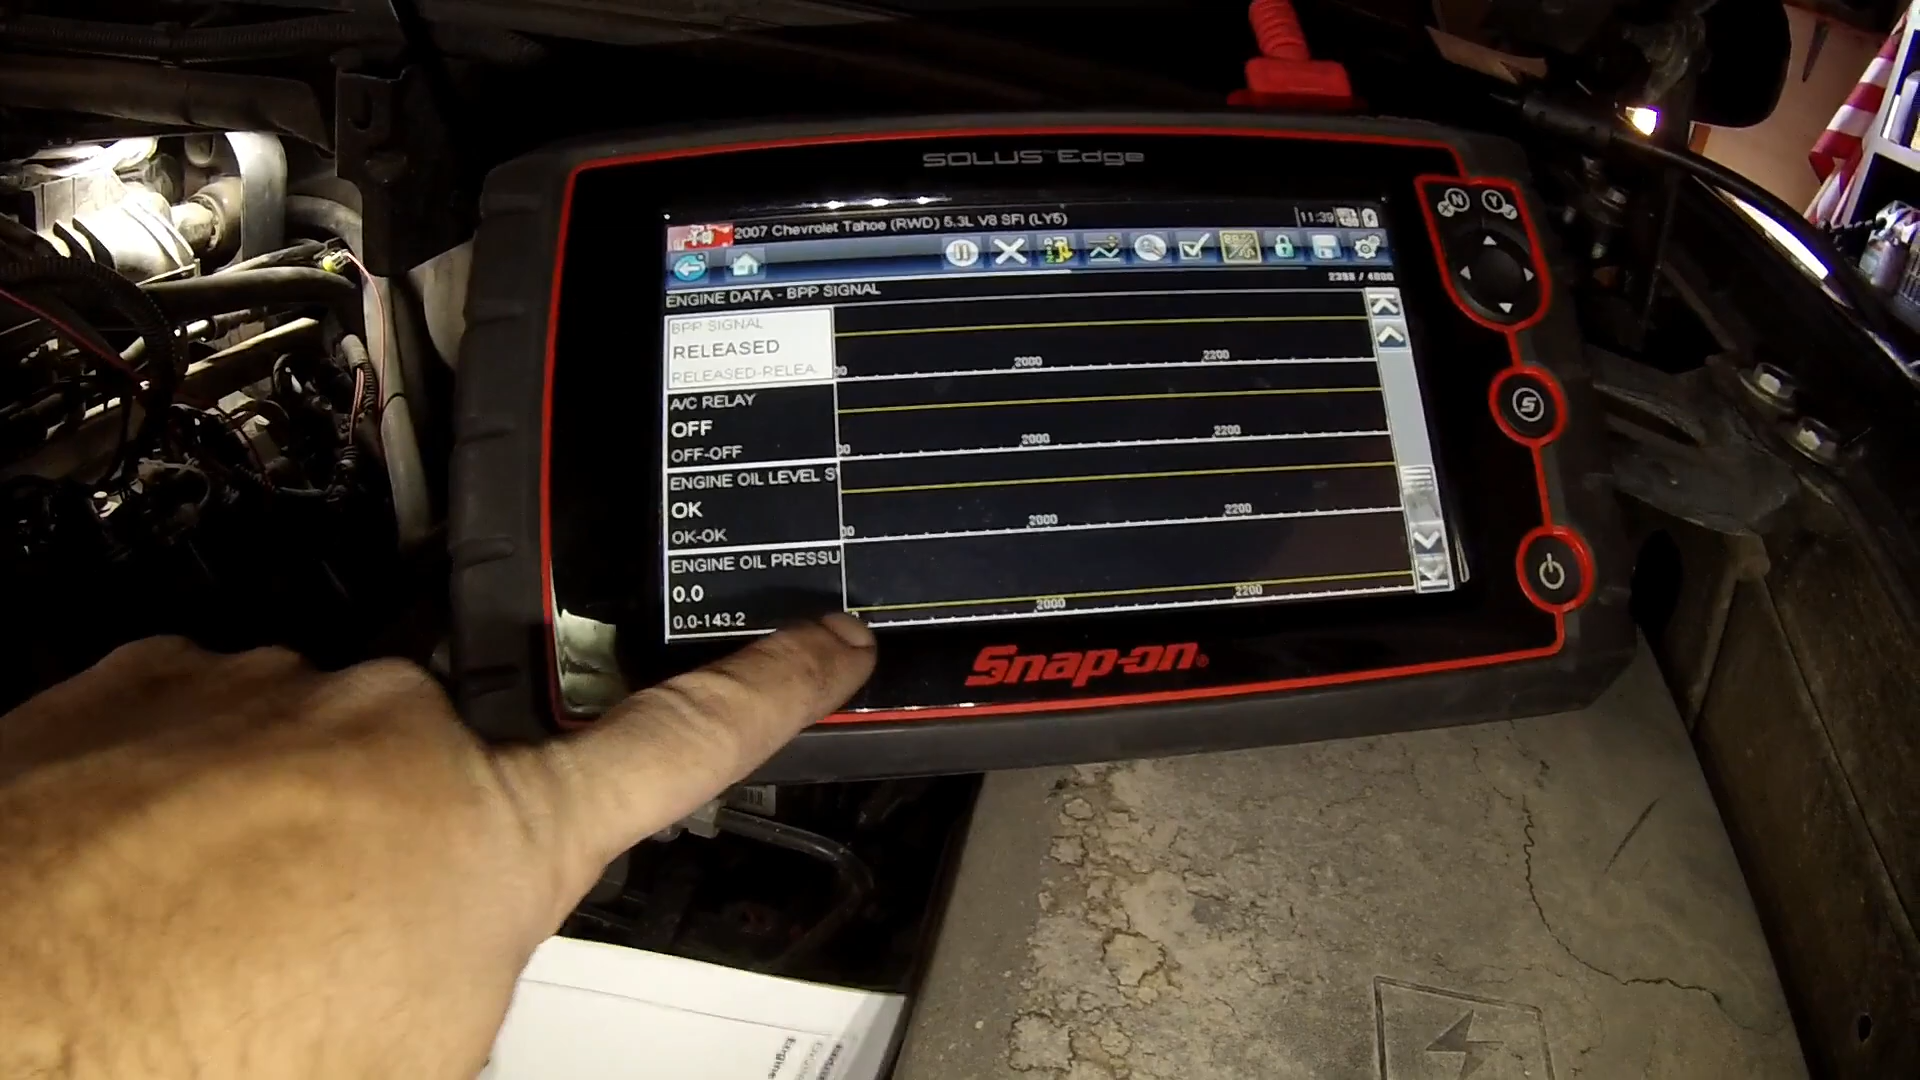 SOLUS Edge
2007 Chevrolet Tahoe (RWD) 5.3L V8 SFI (LY5)
11:39
2398 / 4000
ENGINE DATA - BPP SIGNAL
BPP SIGNAL
RELEASED
RELEASED-RELEA
2000 2200
A/C RELAY
OFF
OFF-OFF
2000 2200
ENGINE OIL LEVEL S
OK
OK-OK
2000 2200
ENGINE OIL PRESSU
0.0
0.0-143.2
2000 2200
Snap-on
N
Y
S
Engine